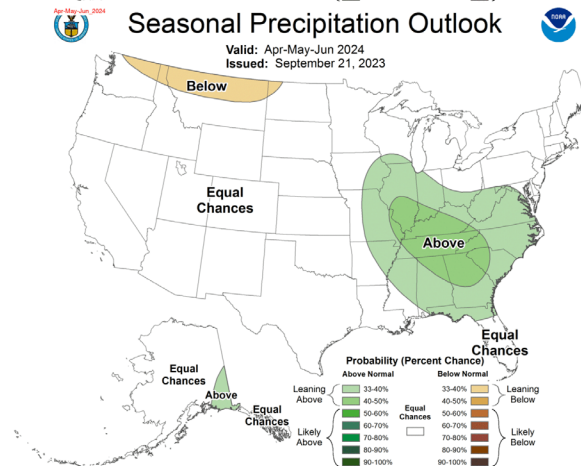 Apr-May-Jun_2024
Seasonal Precipitation Outlook
NOAA
Valid: Apr-May-Jun 2024
Issued: September 21, 2023
Below
Equal
Chances
Above
Equal
Chances
Equal
Chances
Above
Equal
Chances
Probability (Percent Chance)
Above Normal
Below Normal
Leaning
Above
33-40%
40-50%
Likely
Above
50-60%
60-70%
70-80%
80-90%
90-100%
Equal
Chances
33-40%
40-50%
Leaning
Below
50-60%
60-70%
70-80%
80-90%
90-100%
Likely
Below